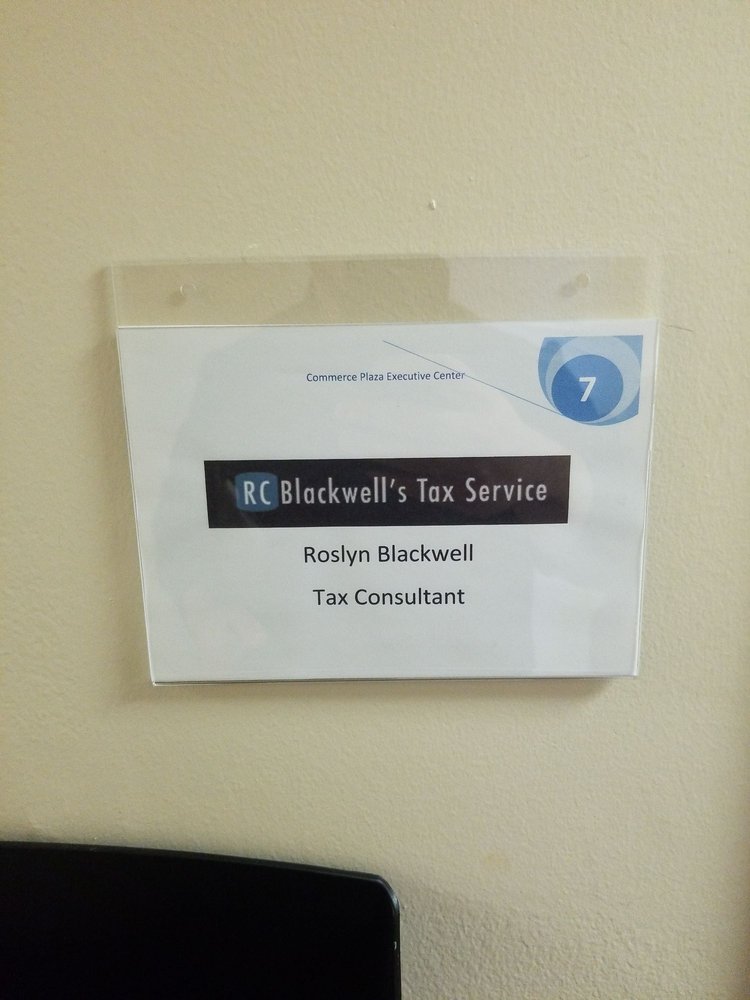 Commerce Plaza Executive Center
7
RC Blackwell's Tax Service
Roslyn Blackwell
Tax Consultant